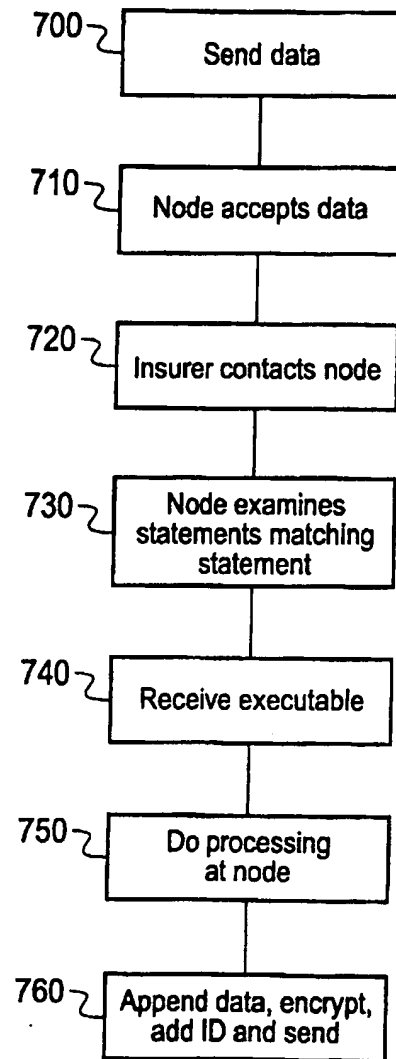 700
Send data
710
Node accepts data
720
Insurer contacts node
730
Node examines
statements matching
statement
740
Receive executable
750
Do processing
at node
760
Append data, encrypt,
add ID and send